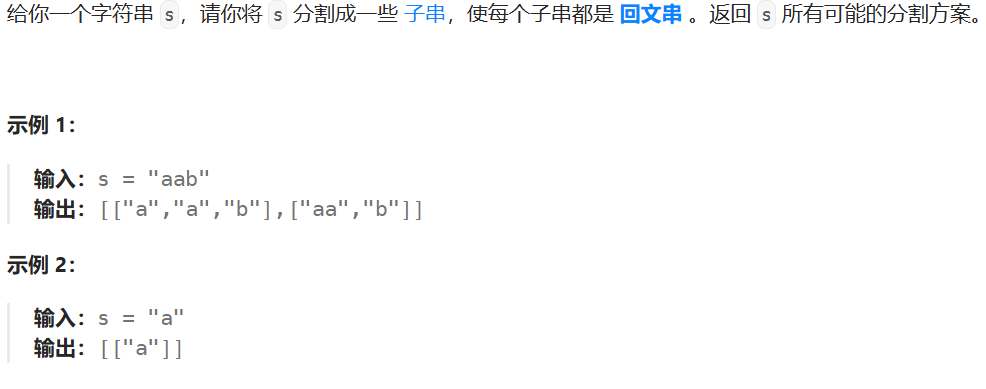 给你一个字符串 s，请你将 s 分割成一些 子串，使每个子串都是 回文串 。返回 s 所有可能的分割方案。
示例 1：
输入：s = "aab"
输出：[["a","a","b"],["aa","b"]]
示例 2：
输入：s = "a"
输出：[["a"]]